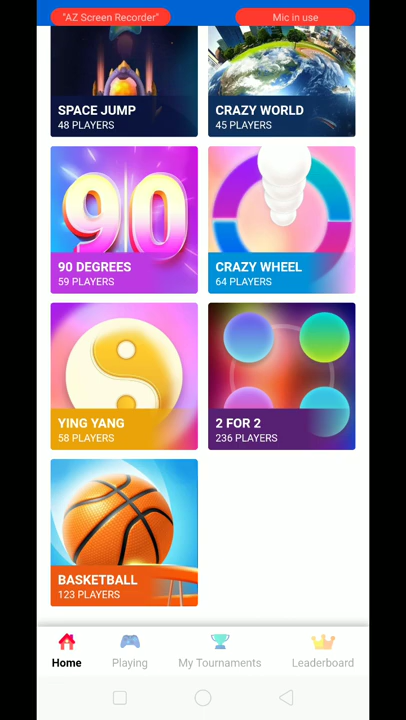 "AZ Screen Recorder"
Mic in use
SPACE JUMP
48 PLAYERS
CRAZY WORLD
45 PLAYERS
90
90 DEGREES
59 PLAYERS
CRAZY WHEEL
64 PLAYERS
YING YANG
58 PLAYERS
2 FOR 2
236 PLAYERS
BASKETBALL
123 PLAYERS
Home
Playing
My Tournaments
Leaderboard